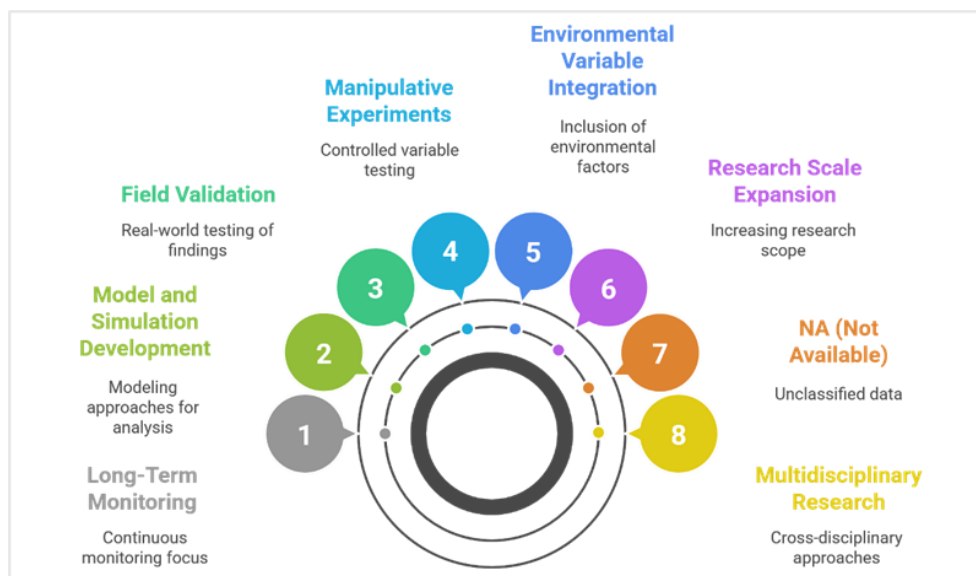 Environmental
Variable
Integration
Inclusion of
environmental
factors
Manipulative
Experiments
Controlled variable
testing
Research Scale
Expansion
Increasing research
scope
Field Validation
Real-world testing of
findings
4
5
3
6
Model and
Simulation
Development
Modeling
approaches for
analysis
2
7
NA (Not
Available)
Unclassified data
1
8
Long-Term
Monitoring
Continuous
monitoring focus
Multidisciplinary
Research
Cross-disciplinary
approaches